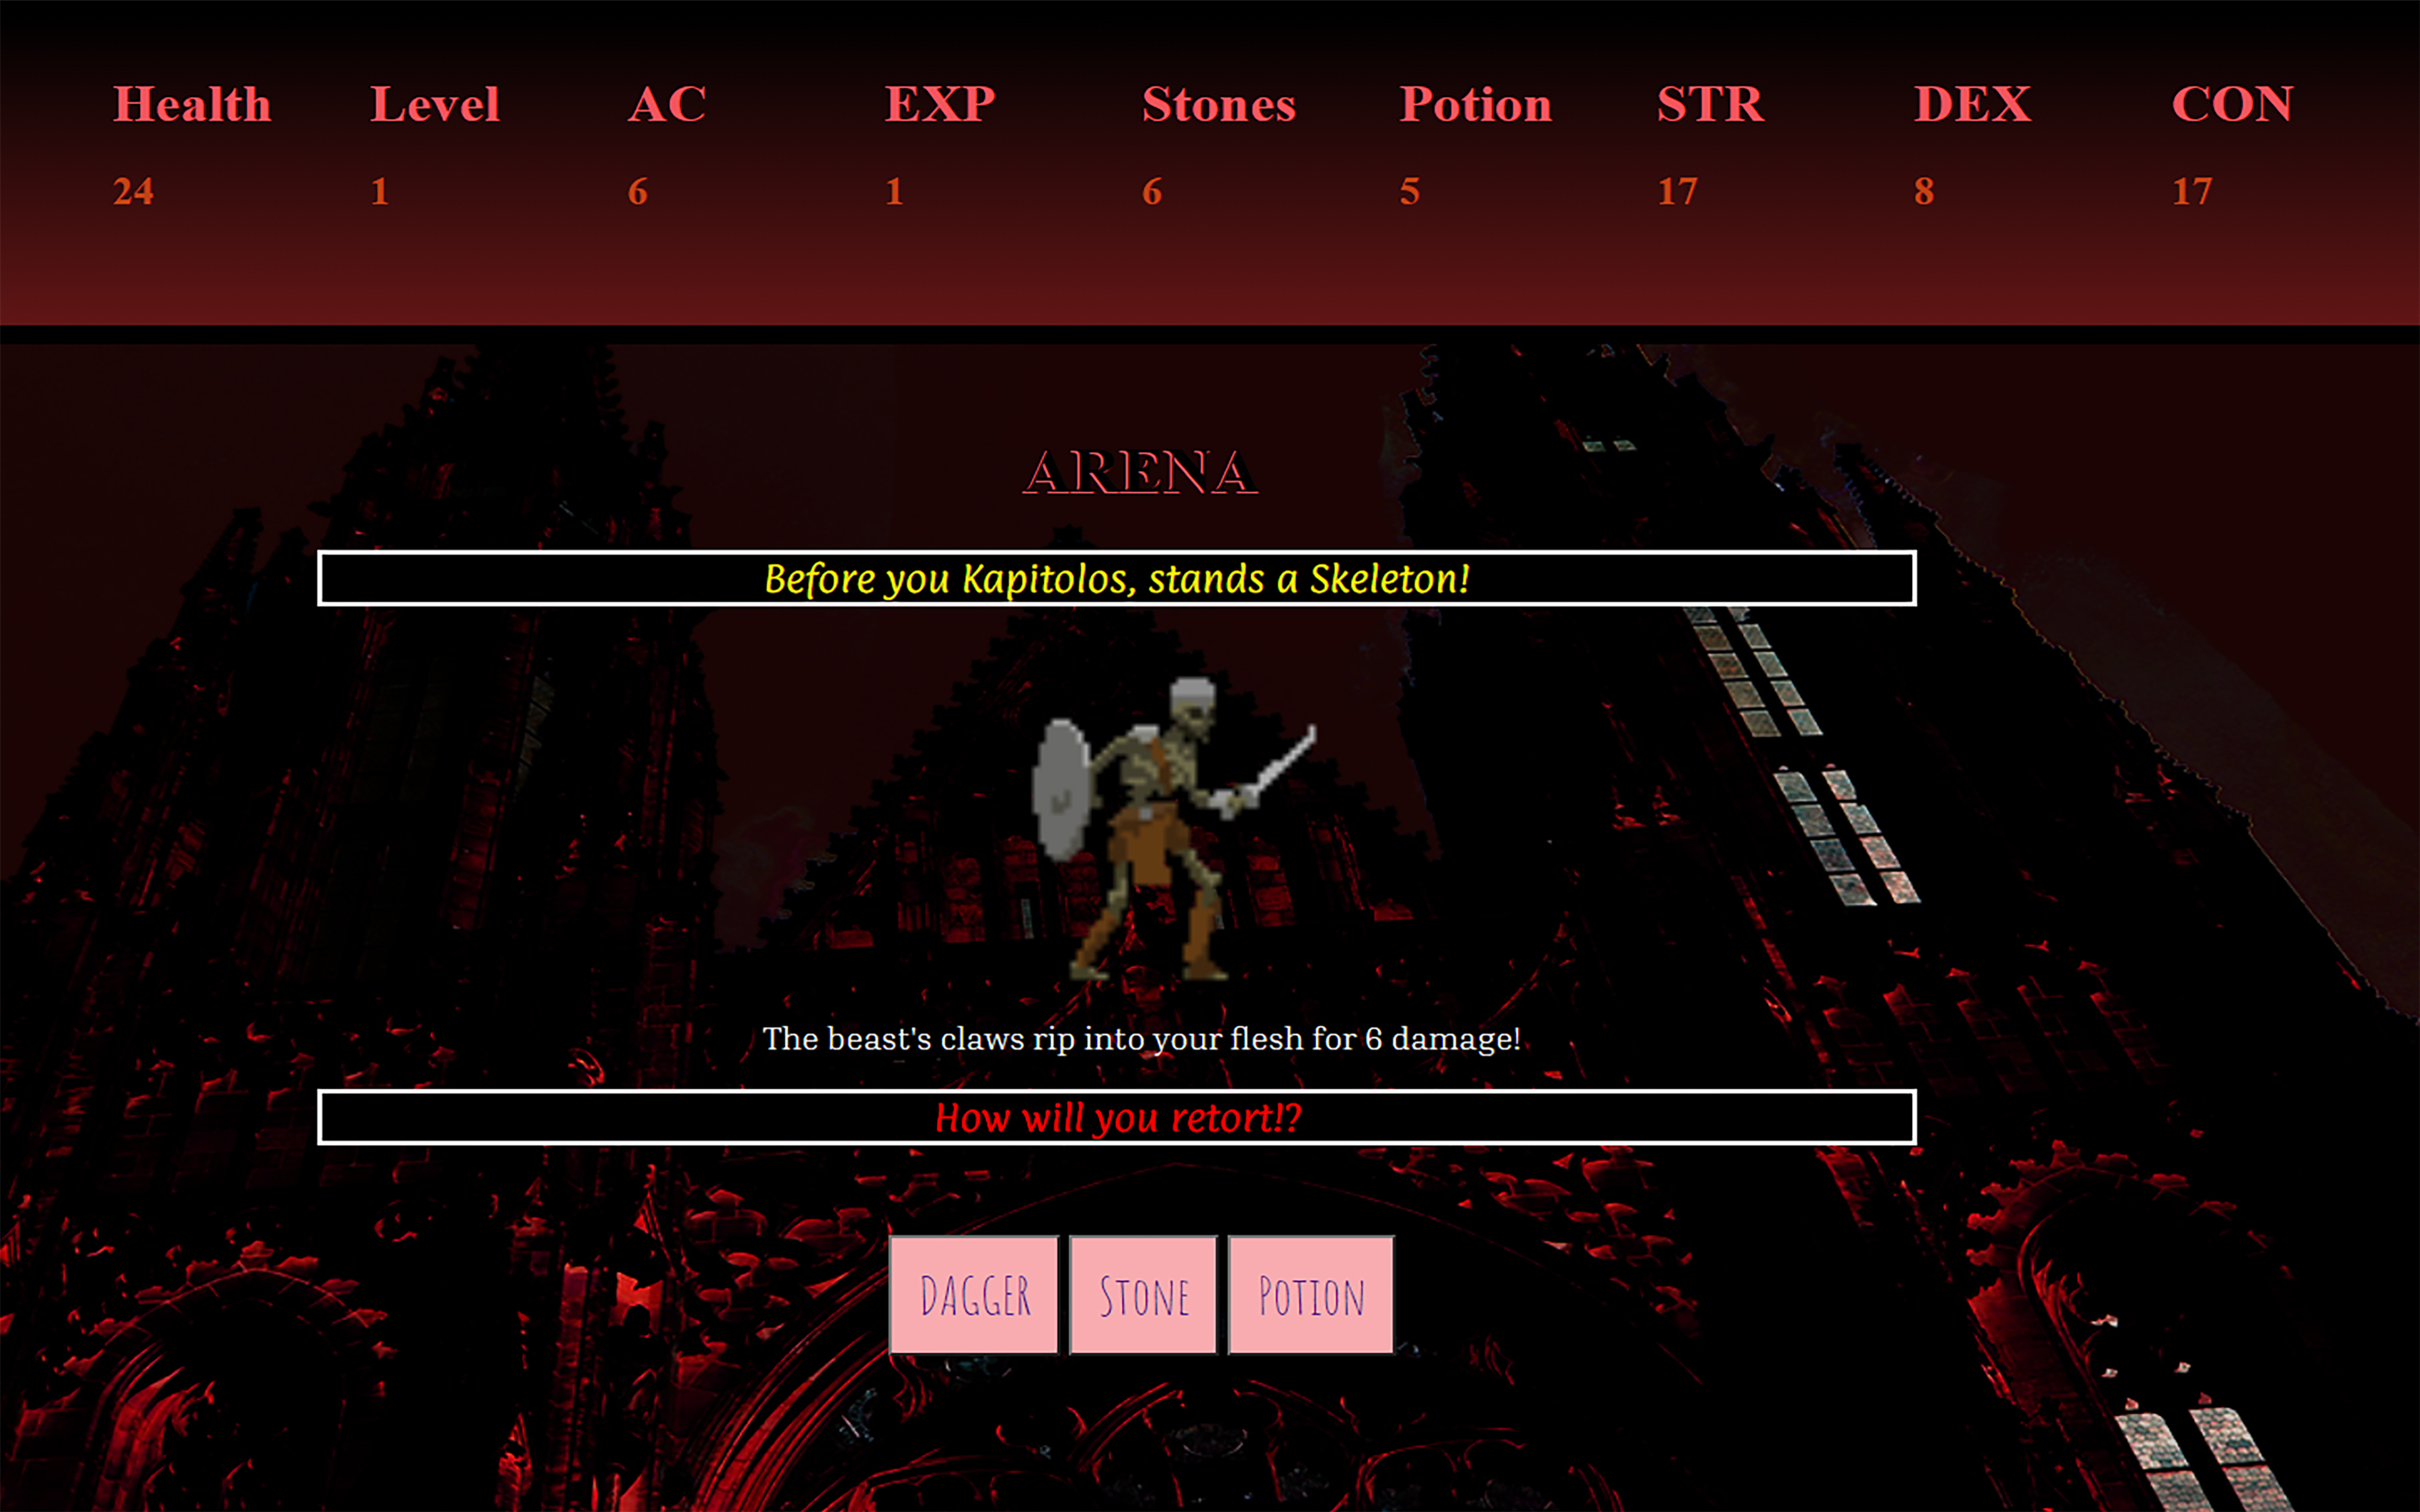 Health Level AC EXP Stones Potion STR DEX CON
24 1 6 1 6 5 17 8 17
ARENA
Before you Kapitolos, stands a Skeleton!
The beast's claws rip into your flesh for 6 damage!
How will you retort!?
DAGGER Stone Potion